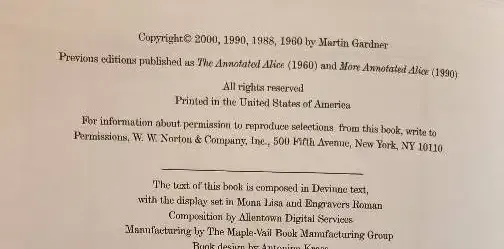 Copyright© 2000, 1990, 1988, 1960 by Martin Gardner
Previous editions published as The Annotated Alice (1960) and More Annotated Alice (1990)
All rights reserved
Printed in the United States of America
For information about permission to reproduce selections from this book, write to
Permissions, W. W. Norton & Company, Inc., 500 Fifth Avenue, New York, NY 10110
The text of this book is composed in Devinne text,
with the display set in Mona Lisa and Engravers Roman
Composition by Allentown Digital Services
Manufacturing by The Maple-Vail Book Manufacturing Group
Book design by Antonina